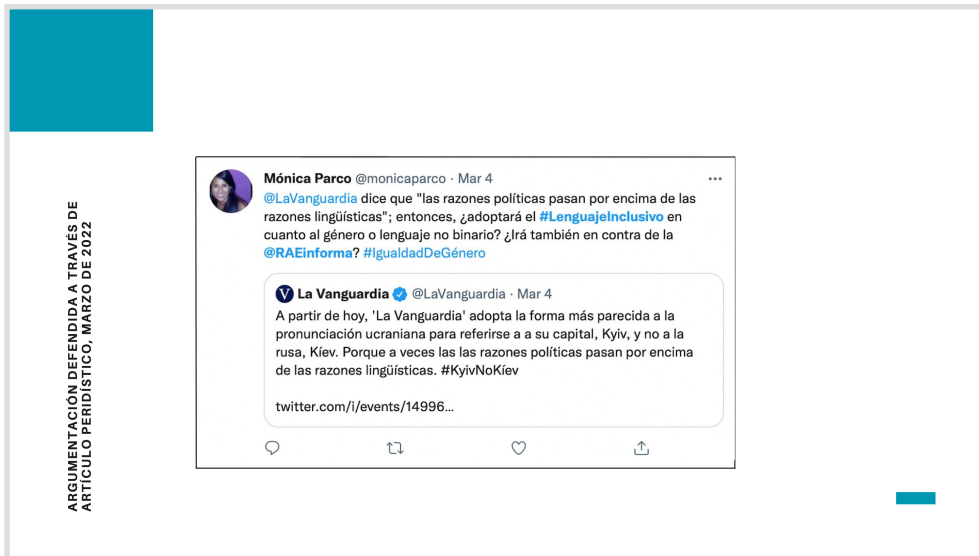 ARGUMENTACIÓN DEFENDIDA A TRAVÉS DE
ARTÍCULO PERIDÍSTICO, MARZO DE 2022
Mónica Parco @monicaparco · Mar 4
@LaVanguardia dice que "las razones políticas pasan por encima de las
razones lingüísticas"; entonces, ¿adoptará el #LenguajeInclusivo en
cuanto al género o lenguaje no binario? ¿Irá también en contra de la
@RAEinforma? #IgualdadDeGénero
V La Vanguardia @LaVanguardia · Mar 4
A partir de hoy, 'La Vanguardia' adopta la forma más parecida a la
pronunciación ucraniana para referirse a a su capital, Kyiv, y no a la
rusa, Kíev. Porque a veces las las razones políticas pasan por encima
de las razones lingüísticas. #KyivNoKíev
twitter.com/i/events/14996...